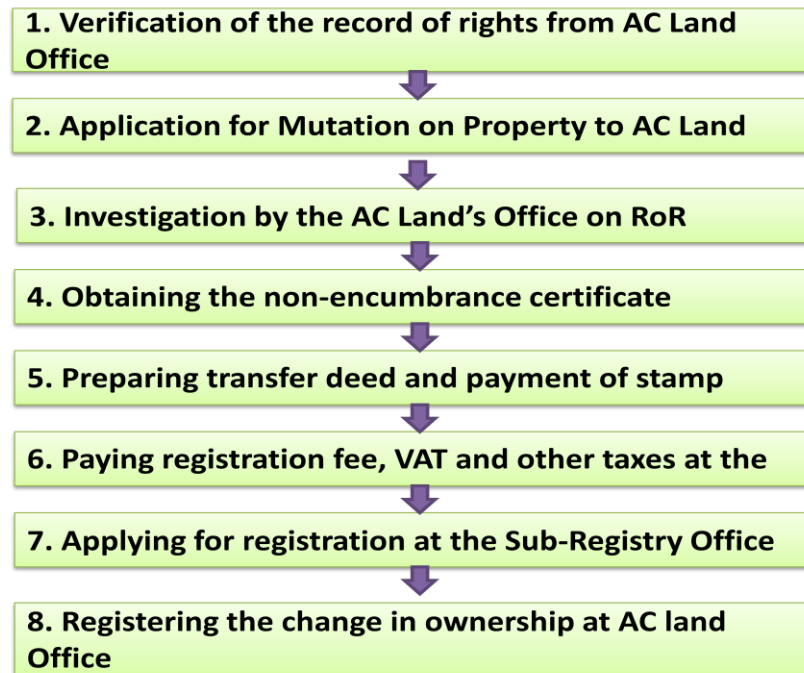 1. Verification of the record of rights from AC Land
Office
2. Application for Mutation on Property to AC Land
3. Investigation by the AC Land’s Office on RoR
4. Obtaining the non-encumbrance certificate
5. Preparing transfer deed and payment of stamp
6. Paying registration fee, VAT and other taxes at the
7. Applying for registration at the Sub-Registry Office
8. Registering the change in ownership at AC land
Office